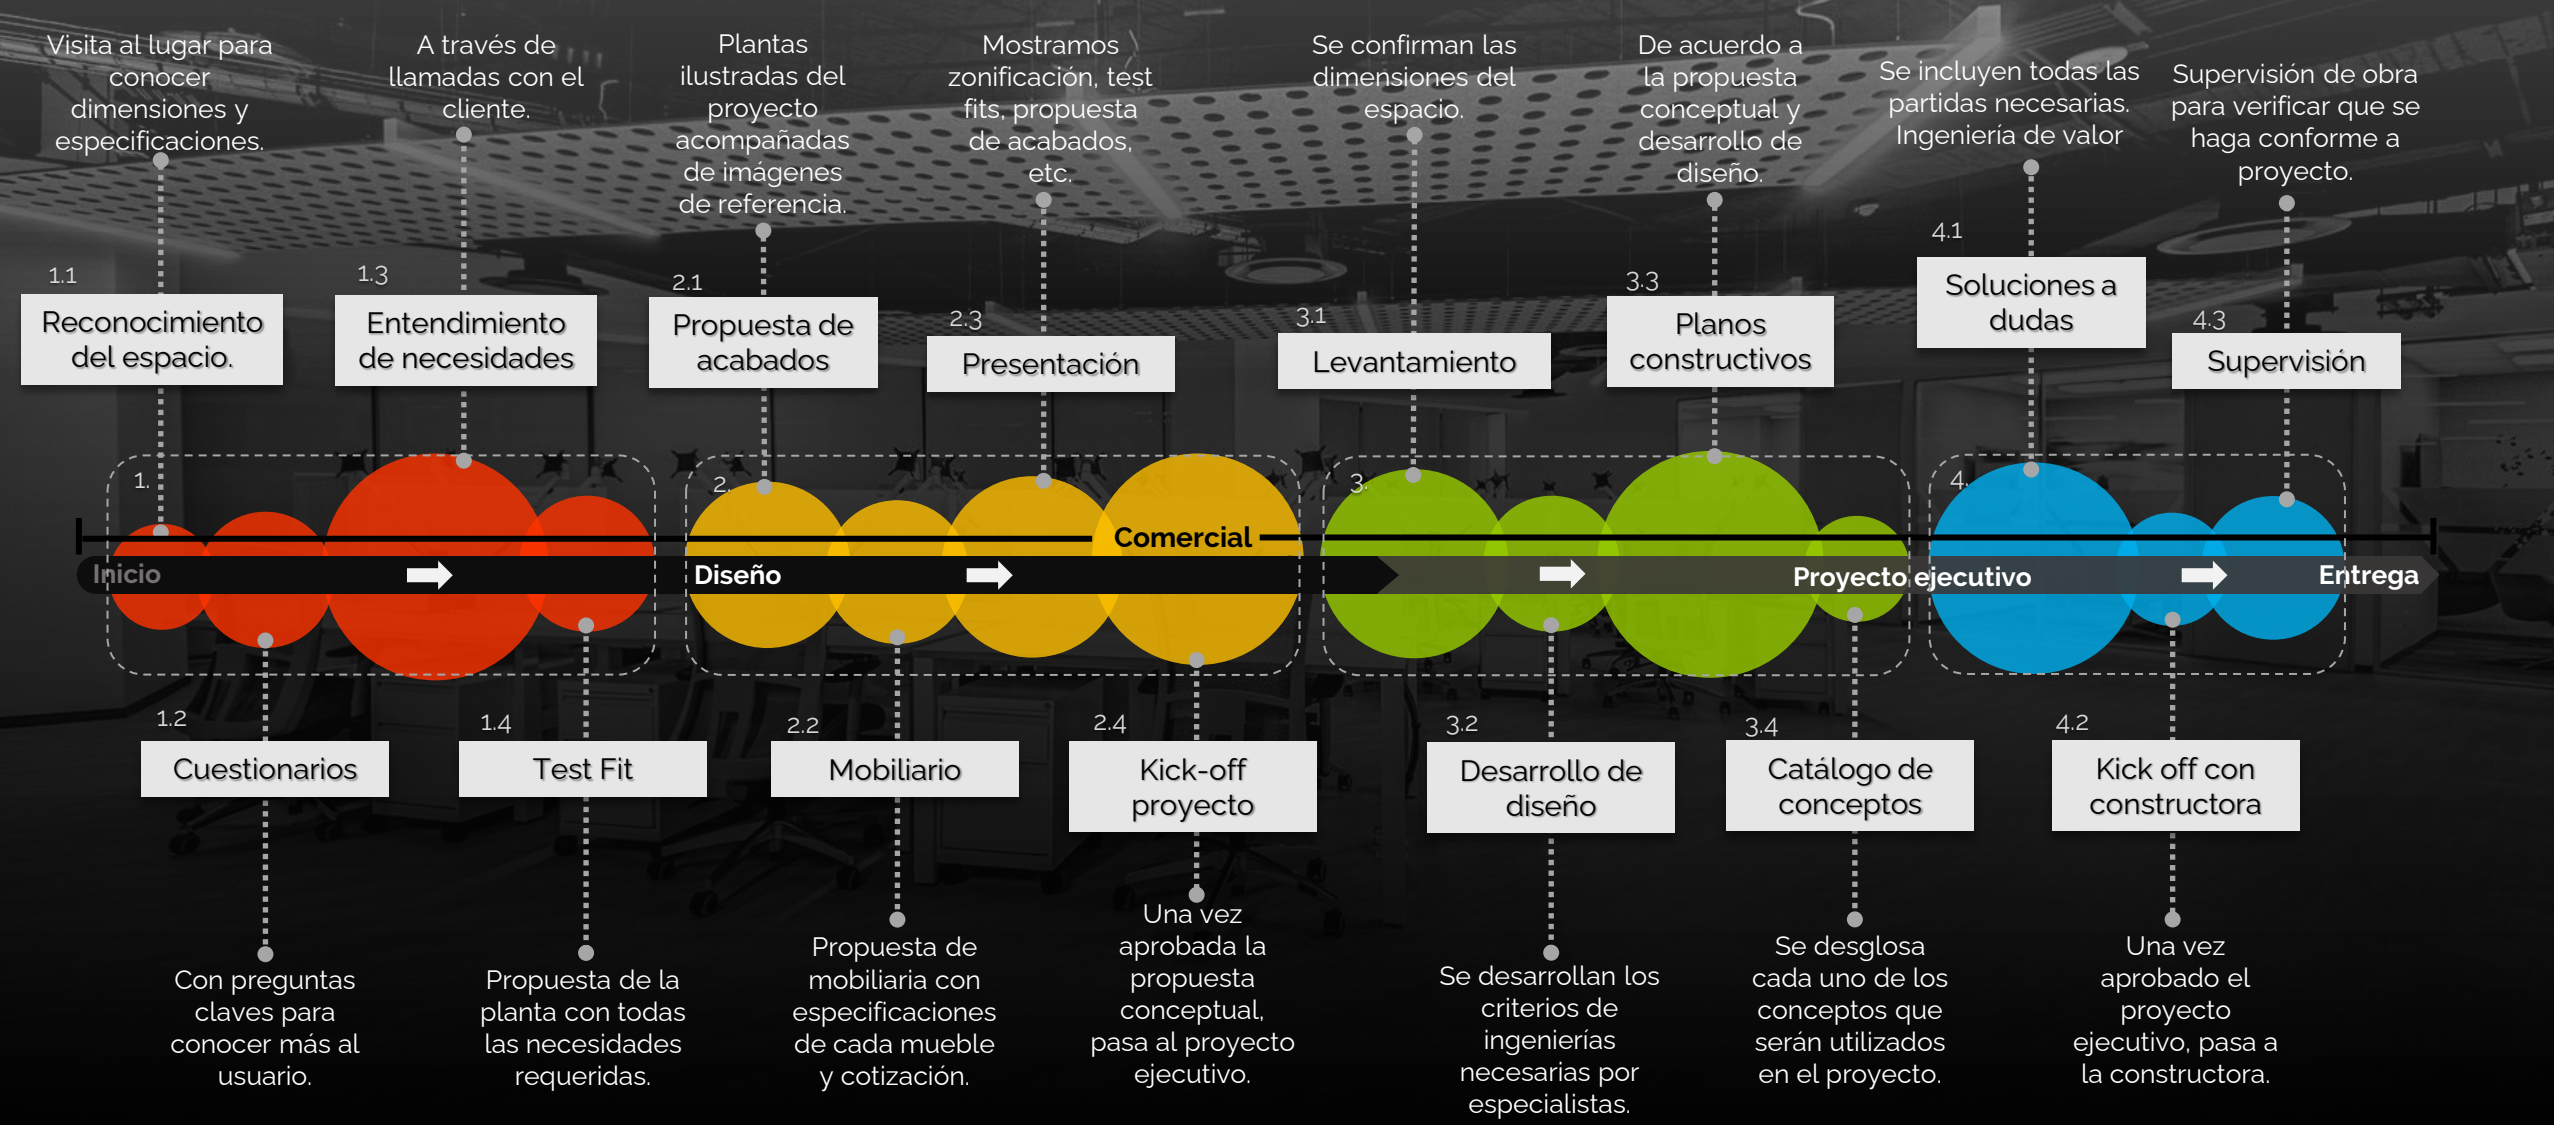 Visita al lugar para
conocer
dimensiones y
especificaciones.
1.1
Reconocimiento
del espacio.
A través de
llamadas con el
cliente.
1.3
Entendimiento
de necesidades
Plantas
ilustradas del
proyecto
acompañadas
de imágenes
de referencia.
2.1
Propuesta de
acabados
Mostramos
zonificación, test
fits, propuesta
de acabados,
etc.
2.3
Presentación
Se confirman las
dimensiones del
espacio.
3.1
Levantamiento
De acuerdo a
la propuesta
conceptual y
desarrollo de
diseño.
3.3
Planos
constructivos
Se incluyen todas las
partidas necesarias.
Ingeniería de valor
4.1
Soluciones a
dudas
Supervisión de obra
para verificar que se
haga conforme a
proyecto.
4.3
Supervisión
1.
2.
3.
4.
Comercial
Inicio
Diseño
Proyecto ejecutivo
Entrega
1.2
Cuestionarios
Con preguntas
claves para
conocer más al
usuario.
1.4
Test Fit
Propuesta de la
planta con todas
las necesidades
requeridas.
2.2
Mobiliario
Propuesta de
mobiliaria con
especificaciones
de cada mueble
y cotización.
2.4
Kick-off
proyecto
Una vez
aprobada la
propuesta
conceptual,
pasa al proyecto
ejecutivo.
3.2
Desarrollo de
diseño
Se desarrollan los
criterios de
ingenierías
necesarias por
especialistas.
3.4
Catálogo de
conceptos
Se desglosa
cada uno de los
conceptos que
serán utilizados
en el proyecto.
4.2
Kick off con
constructora
Una vez
aprobado el
proyecto
ejecutivo, pasa a
la constructora.